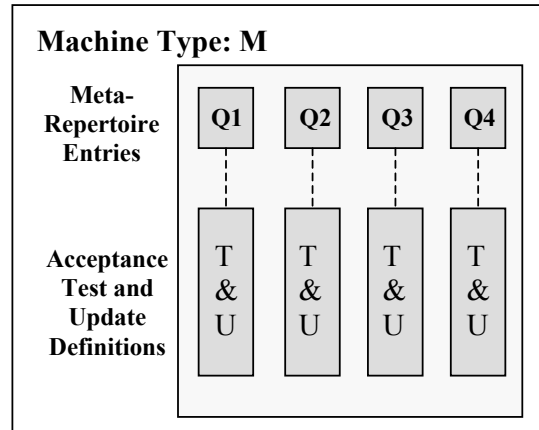 Machine Type: M
Meta-
Repertoire
Entries
Q1 Q2 Q3 Q4
Acceptance
Test and
Update
Definitions
T T T T
& & & &
U U U U